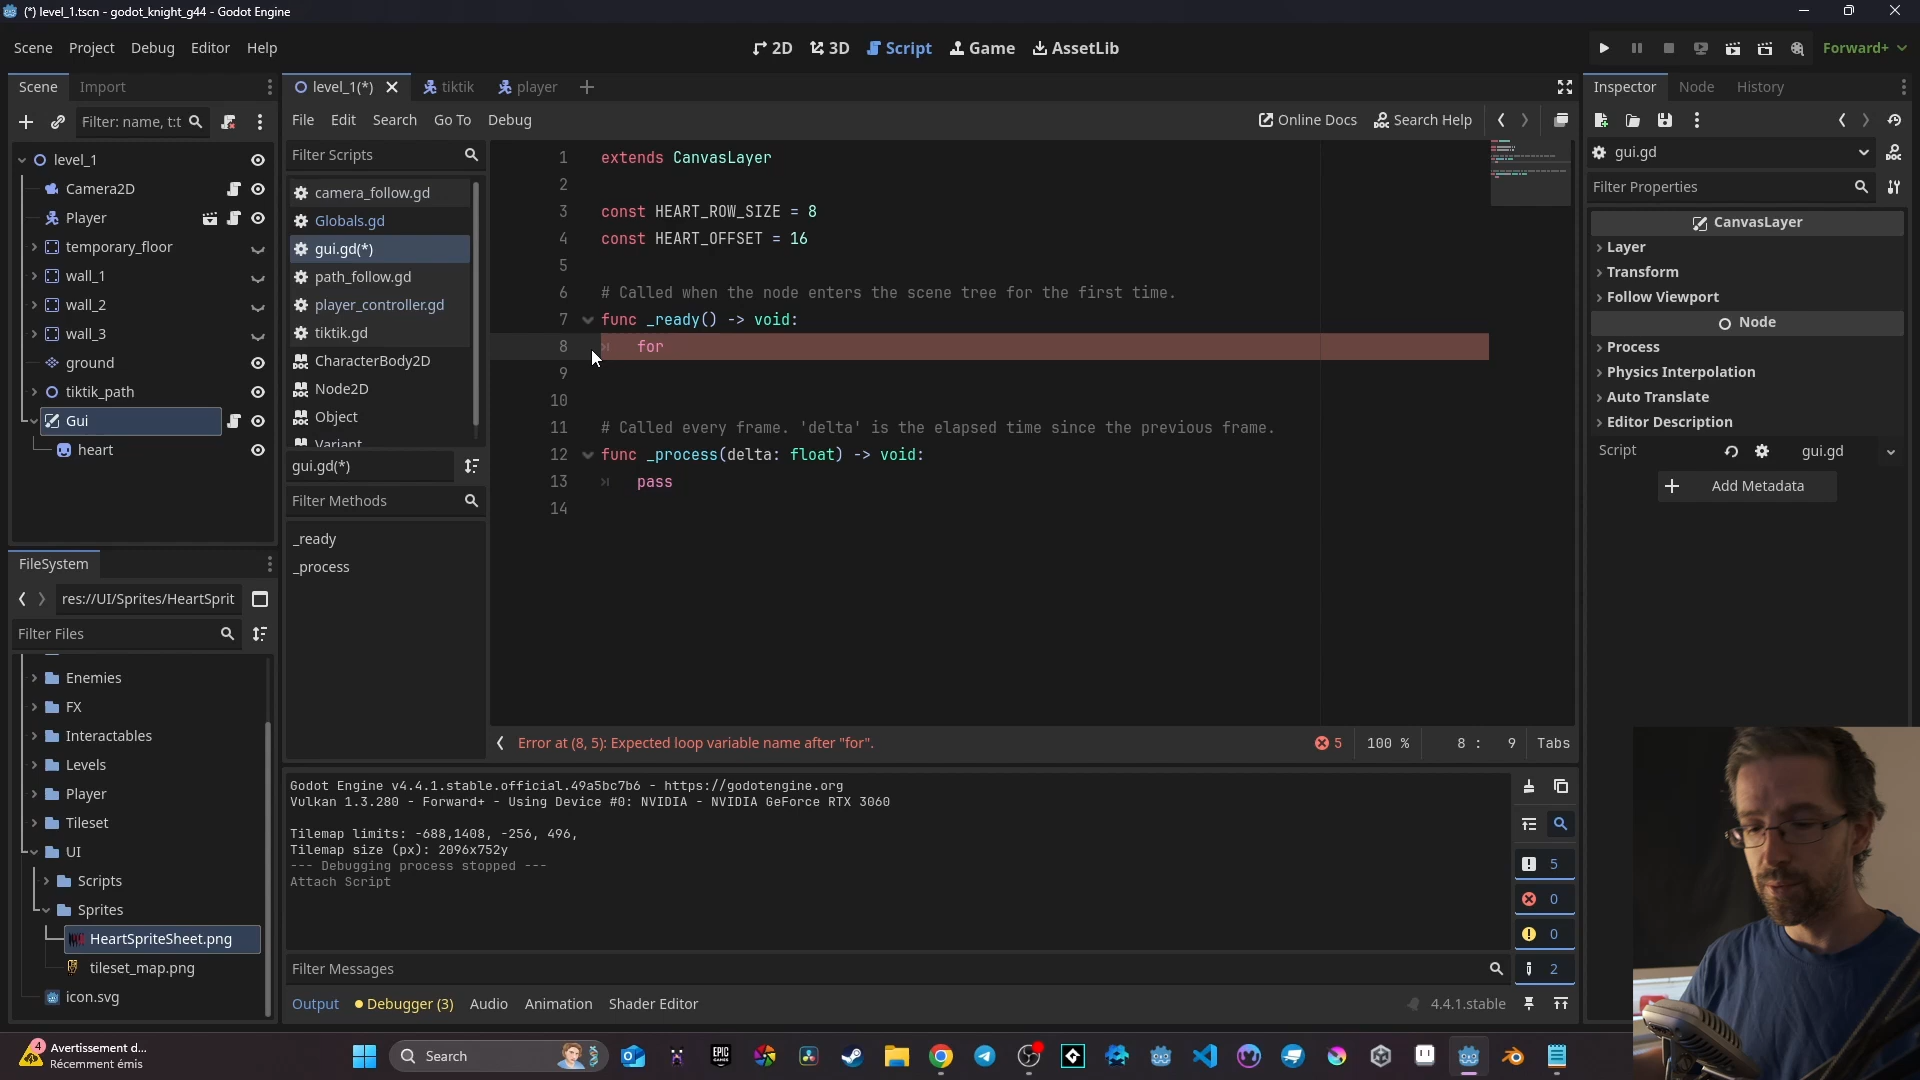 (*) level_1.tscn - godot_knight_g44 - Godot Engine
Scene Project Debug Editor Help
2D 3D Script Game AssetLib
Forward+
Scene Import
Filter: name, t:t
level_1
Camera2D
Player
temporary_floor
wall_1
wall_2
wall_3
ground
tiktik_path
Gui
heart
FileSystem
res://UI/Sprites/HeartSprit
Filter Files
Enemies
FX
Interactables
Levels
Player
Tileset
UI
Scripts
Sprites
HeartSpriteSheet.png
tileset_map.png
icon.svg
level_1(*) tiktik player
File Edit Search Go To Debug
Online Docs Search Help
Filter Scripts
camera_follow.gd
Globals.gd
gui.gd(*)
path_follow.gd
player_controller.gd
tiktik.gd
CharacterBody2D
Node2D
Object
Variant
gui.gd(*)
Filter Methods
_ready
_process
1 extends CanvasLayer
2
3 const HEART_ROW_SIZE = 8
4 const HEART_OFFSET = 16
5
6 # Called when the node enters the scene tree for the first time.
7 func _ready() -> void:
8 for
9
10
11 # Called every frame. 'delta' is the elapsed time since the previous frame.
12 func _process(delta: float) -> void:
13 pass
14
Error at (8, 5): Expected loop variable name after "for".
5 100 % 8 : 9 Tabs
Godot Engine v4.4.1.stable.official.49a5bc7b6 - https://godotengine.org
Vulkan 1.3.280 - Forward+ - Using Device #0: NVIDIA - NVIDIA GeForce RTX 3060
Tilemap limits: -688,1408, -256, 496,
Tilemap size (px): 2096x752y
--- Debugging process stopped ---
Attach Script
5
0
0
2
Filter Messages
Output Debugger (3) Audio Animation Shader Editor
4.4.1.stable
Inspector Node History
gui.gd
Filter Properties
CanvasLayer
Layer
Transform
Follow Viewport
Node
Process
Physics Interpolation
Auto Translate
Editor Description
Script gui.gd
Add Metadata
4
Avertissement d...
Récemment émis
Search
EPIC
GAMES